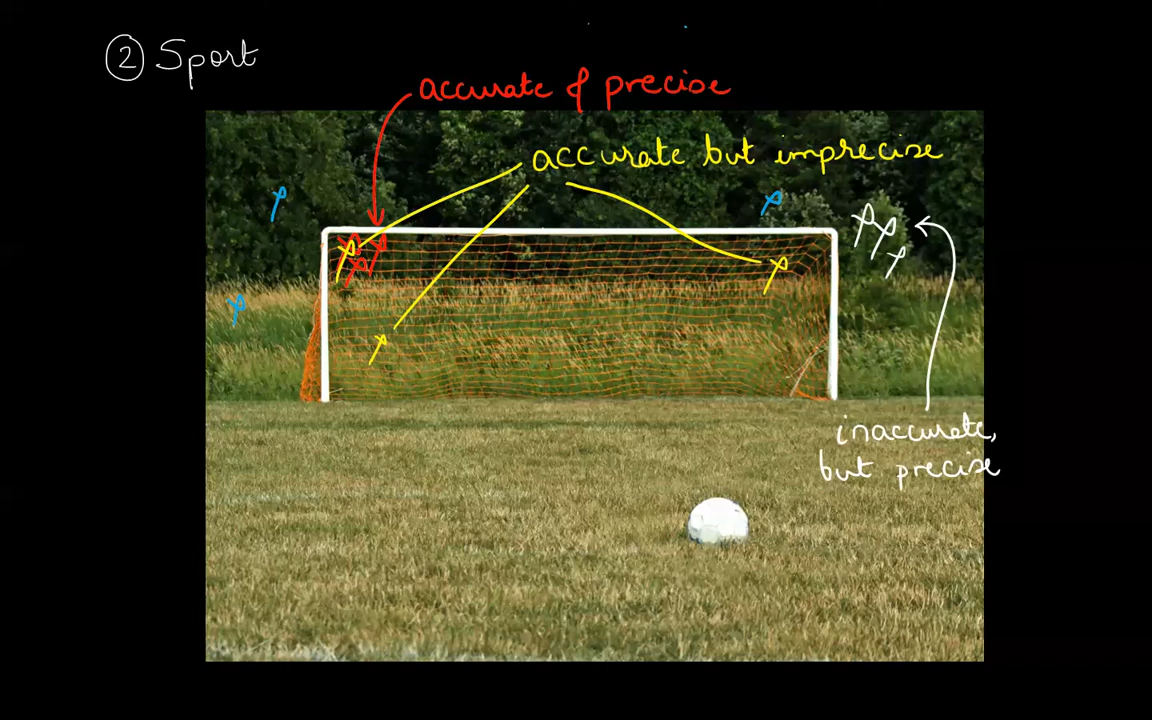 ② Sport
accurate & precise
accurate but imprecise
inaccurate,
but precise